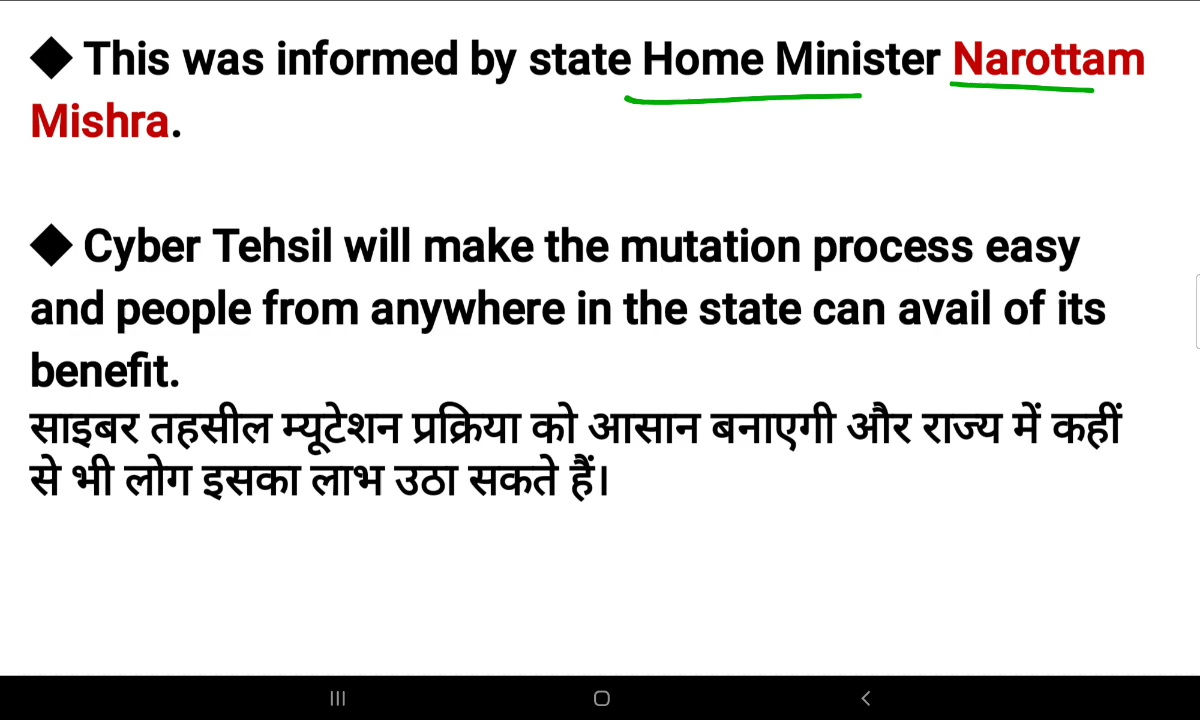 ◆ This was informed by state Home Minister Narottam
Mishra.
◆ Cyber Tehsil will make the mutation process easy
and people from anywhere in the state can avail of its
benefit.
साइबर तहसील म्यूटेशन प्रक्रिया को आसान बनाएगी और राज्य में कहीं
से भी लोग इसका लाभ उठा सकते हैं।